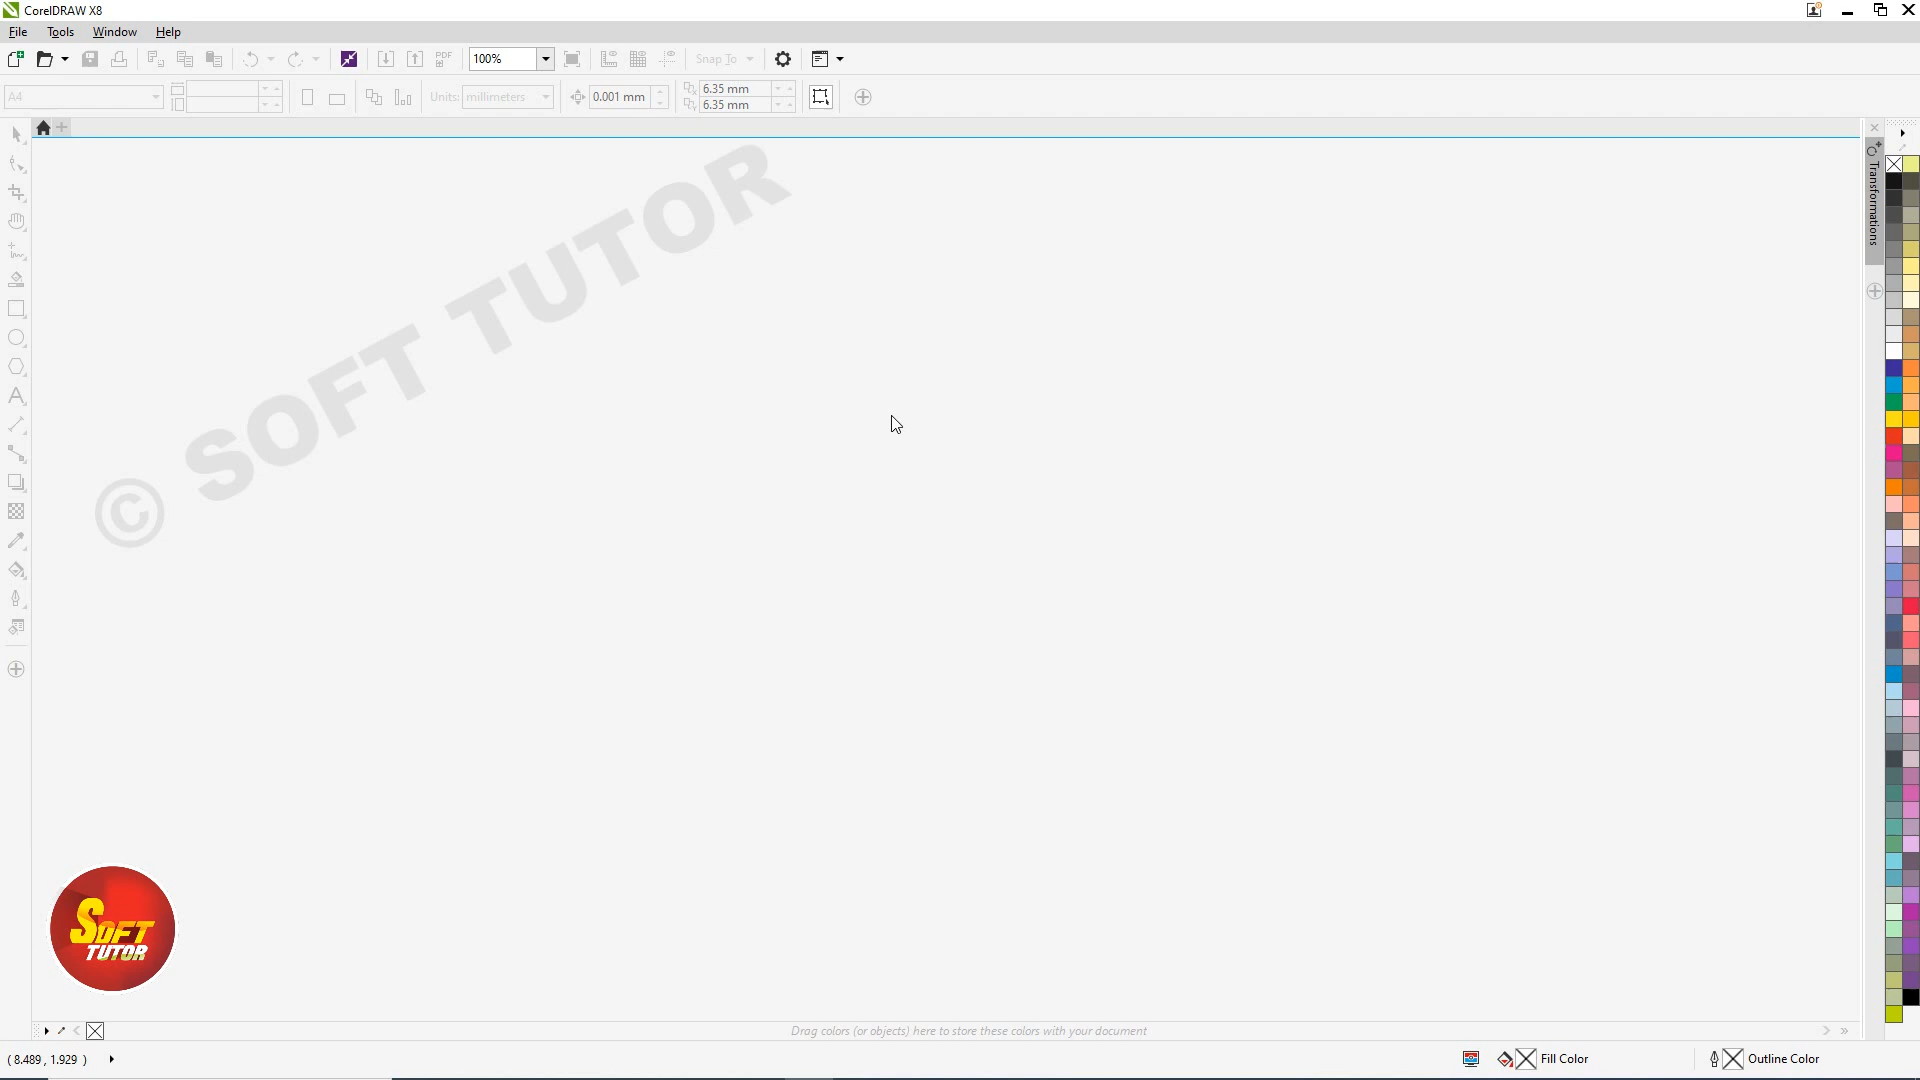 CorelDRAW X8
File Tools Window Help
PDF 100% Snap To
A4 Units: millimeters 0.001 mm 6.35 mm
6.35 mm
Transformations
© SOFT TUTOR
SOFT
TUTOR
Drag colors (or objects) here to store these colors with your document
( 8.489 , 1.929 ) Fill Color Outline Color